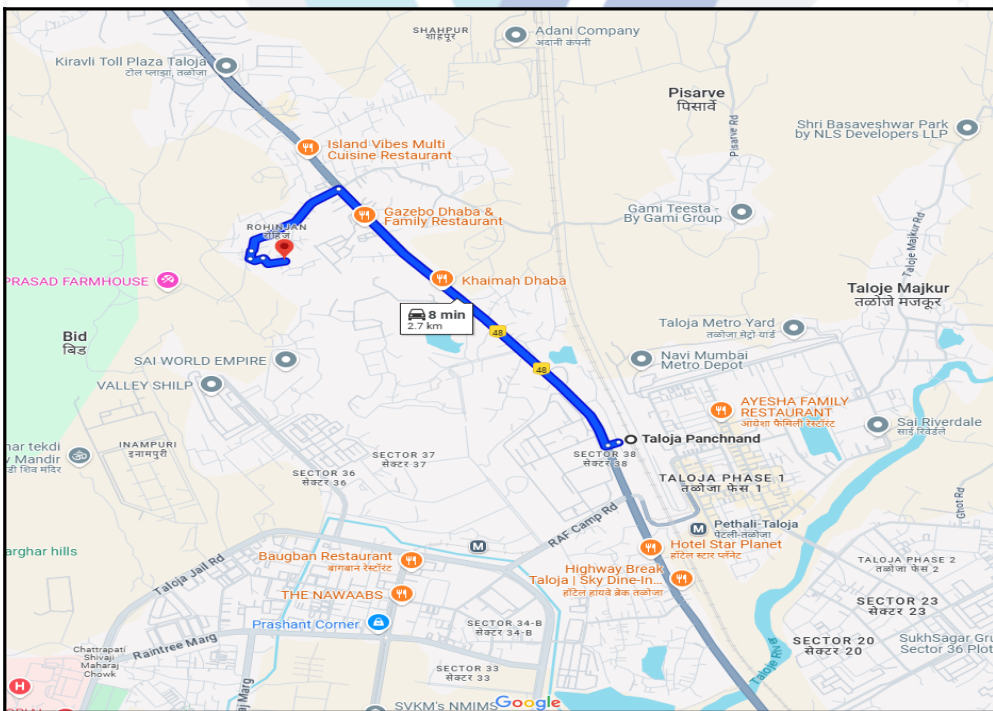 SHAHPUR
शाहपूर
Adani Company
अदानी कंपनी
Kiravli Toll Plaza Taloja
टोल प्लाझा, तळोजा
Pisarve
पिसार्वे
Shri Basaveshwar Park
by NLS Developers LLP
Pisarve Rd
Island Vibes Multi
Cuisine Restaurant
Gazebo Dhaba &
Family Restaurant
Gami Teesta -
By Gami Group
ROHINJAN
Taloje Majkur Rd
PRASAD FARMHOUSE
Khaimah Dhaba
Taloje Majkur
तळोजे मजकूर
8 min
2.7 km
48
48
Taloja Metro Yard
तळोजा मेट्रो यार्ड
Bid
बिड
SAI WORLD EMPIRE
Navi Mumbai
Metro Depot
VALLEY SHILP
AYESHA FAMILY
RESTAURANT
आयेशा फॅमिली रेस्टॉरंट
Sai Riverdale
साई रिवेर्डले
Taloja Panchnand
INAMPURI
इनामपुरी
nar tekdi
Mandir
डी शिव मंदिर
SECTOR 37
सेक्टर 37
SECTOR 38
सेक्टर 38
SECTOR 36
सेक्टर 36
TALOJA PHASE 1
तळोजा फेस 1
Ghot Rd
RAF Camp Rd
Pethali-Taloja
पेटली-तळोजा
M
M
arghar hills
Taloja Jail Rd
Baugban Restaurant
बागबान रेस्टॉरंट
Hotel Star Planet
हॉटेल स्टार प्लॅनेट
Highway Break
Taloja | Sky Dine-In...
हॉटेल हायवे ब्रेक तळोजा
TALOJA PHASE 2
तळोजा फेस 2
THE NAWAABS
SECTOR 23
सेक्टर 23
Prashant Corner
SECTOR 34-B
सेक्टर 34-B
Raintree Marg
SECTOR 20
सेक्टर 20
SukhSagar Gru
Sector 36 Plot
Chattrapati
Shivaji
Maharaj
Chowk
SECTOR 33
सेक्टर 33
H
Marg
SVKM's NMIMS
Google